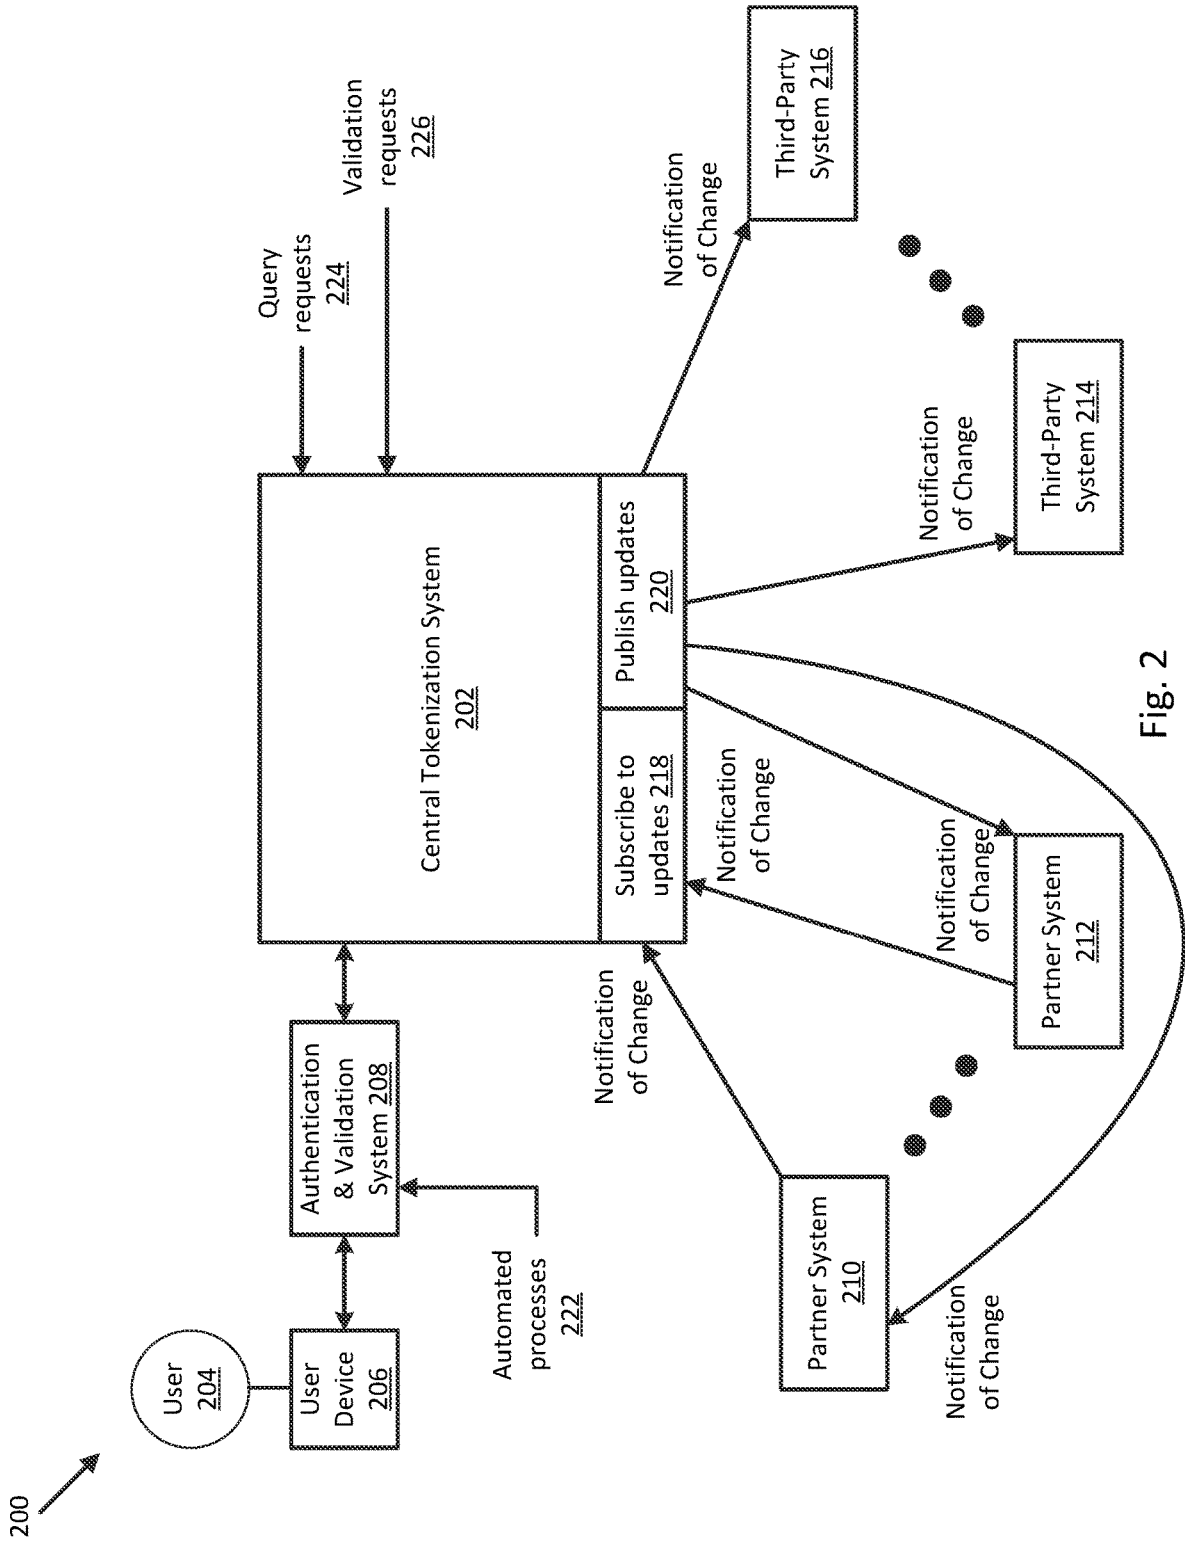 200
User
204
User
Device
206
Authentication
& Validation
System 208
Automated
processes
222
Central Tokenization System
202
Query
requests
224
Validation
requests
226
Subscribe to
updates 218
Publish updates
220
Notification
of Change
Notification
of Change
Notification
of Change
Notification
of Change
Notification
of Change
Notification
of Change
Partner System
210
Partner System
212
Third-Party
System 214
Third-Party
System 216
Fig. 2